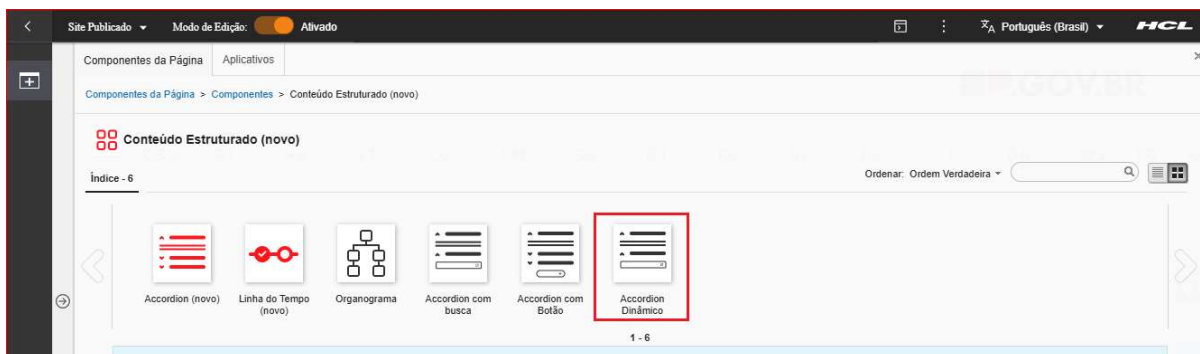 Site Publicado Modo de Edição: Ativado Português (Brasil) HCL
Componentes da Página Aplicativos
Componentes da Página > Componentes > Conteúdo Estruturado (novo)
.GOV.BR
Conteúdo Estruturado (novo)
Índice - 6 Ordenar: Ordem Verdadeira
Accordion (novo) Linha do Tempo Organograma Accordion com Accordion com Accordion
(novo) busca Botão Dinâmico
1 - 6